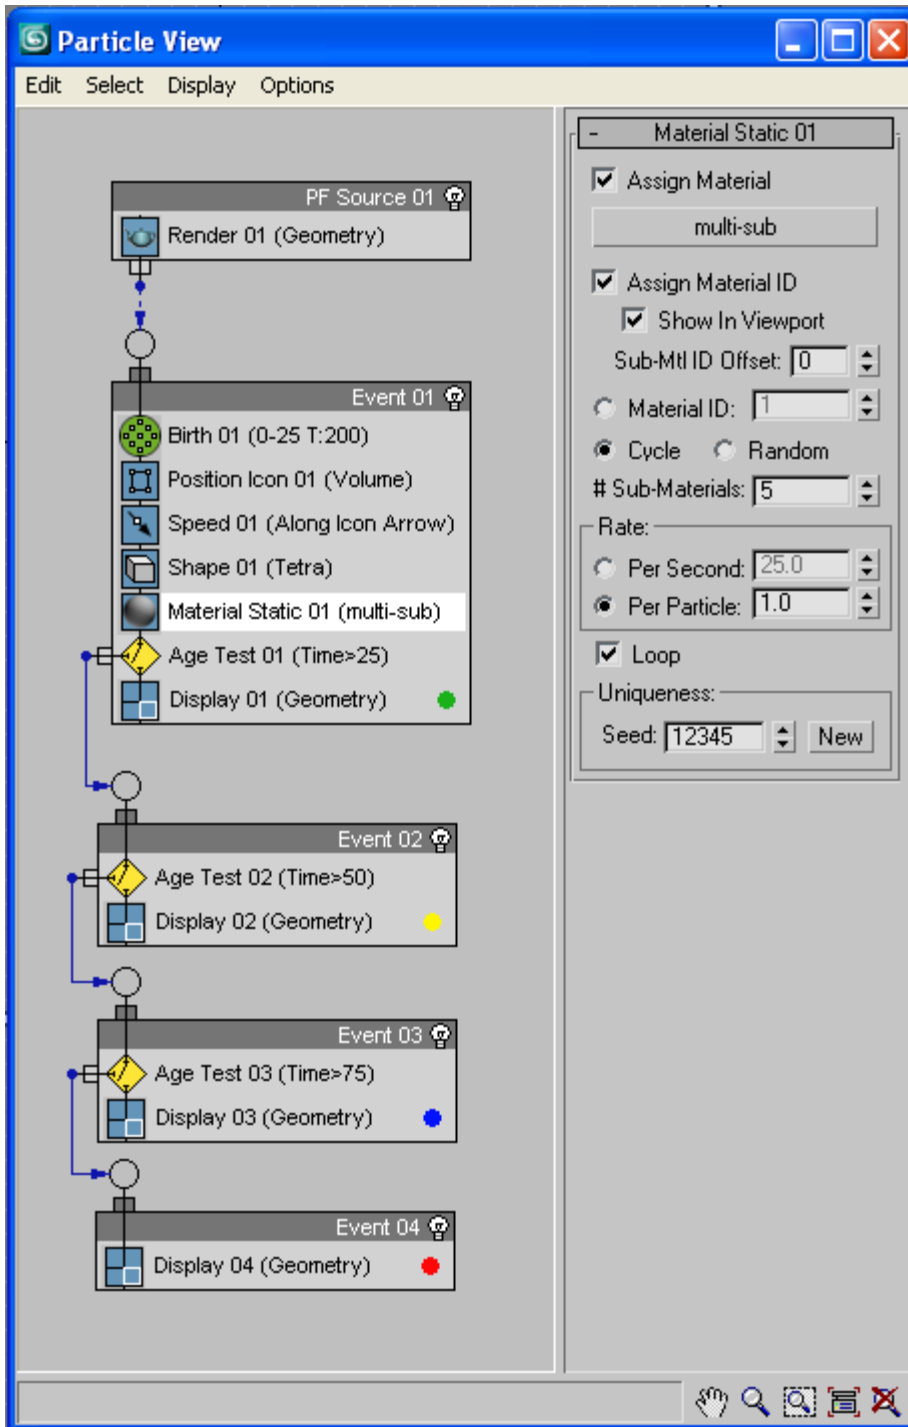 Particle View
Edit Select Display Options
PF Source 01
Render 01 (Geometry)
Event 01
Birth 01 (0-25 T:200)
Position Icon 01 (Volume)
Speed 01 (Along Icon Arrow)
Shape 01 (Tetra)
Material Static 01 (multi-sub)
Age Test 01 (Time>25)
Display 01 (Geometry)
Event 02
Age Test 02 (Time>50)
Display 02 (Geometry)
Event 03
Age Test 03 (Time>75)
Display 03 (Geometry)
Event 04
Display 04 (Geometry)
- Material Static 01
Assign Material
multi-sub
Assign Material ID
Show In Viewport
Sub-Mtl ID Offset: 0
Material ID: 1
Cycle Random
# Sub-Materials: 5
Rate:
Per Second: 25.0
Per Particle: 1.0
Loop
Uniqueness:
Seed: 12345 New